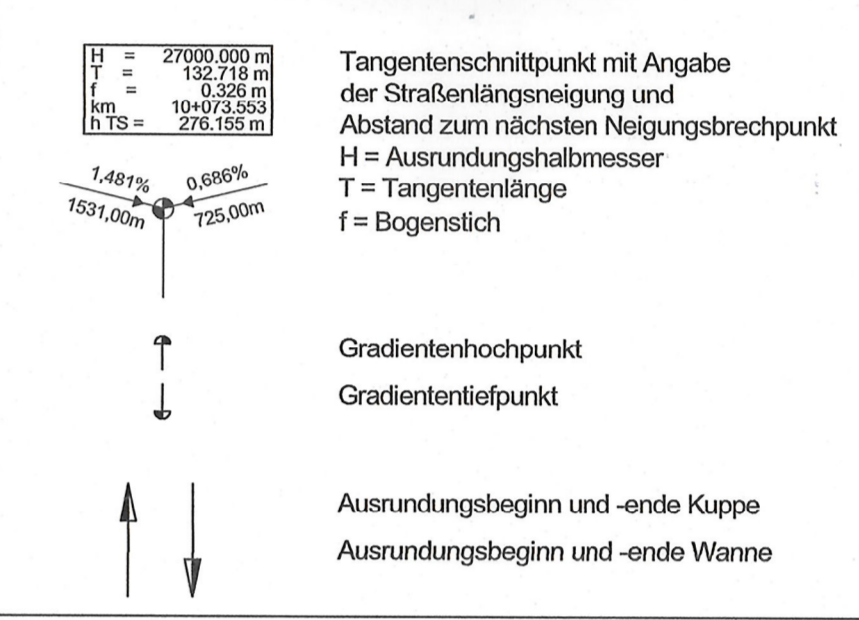 H = 27000.000 m
T = 132.718 m
f = 0.326 m
km 10+073.553
h TS = 276.155 m
Tangentenschnittpunkt mit Angabe
der Straßenlängsneigung und
Abstand zum nächsten Neigungsbrechpunkt
H = Ausrundungshalbmesser
T = Tangentenlänge
f = Bogenstich
1,481% 0,686%
1531,00m 725,00m
Gradientenhochpunkt
Gradiententiefpunkt
Ausrundungsbeginn und -ende Kuppe
Ausrundungsbeginn und -ende Wanne